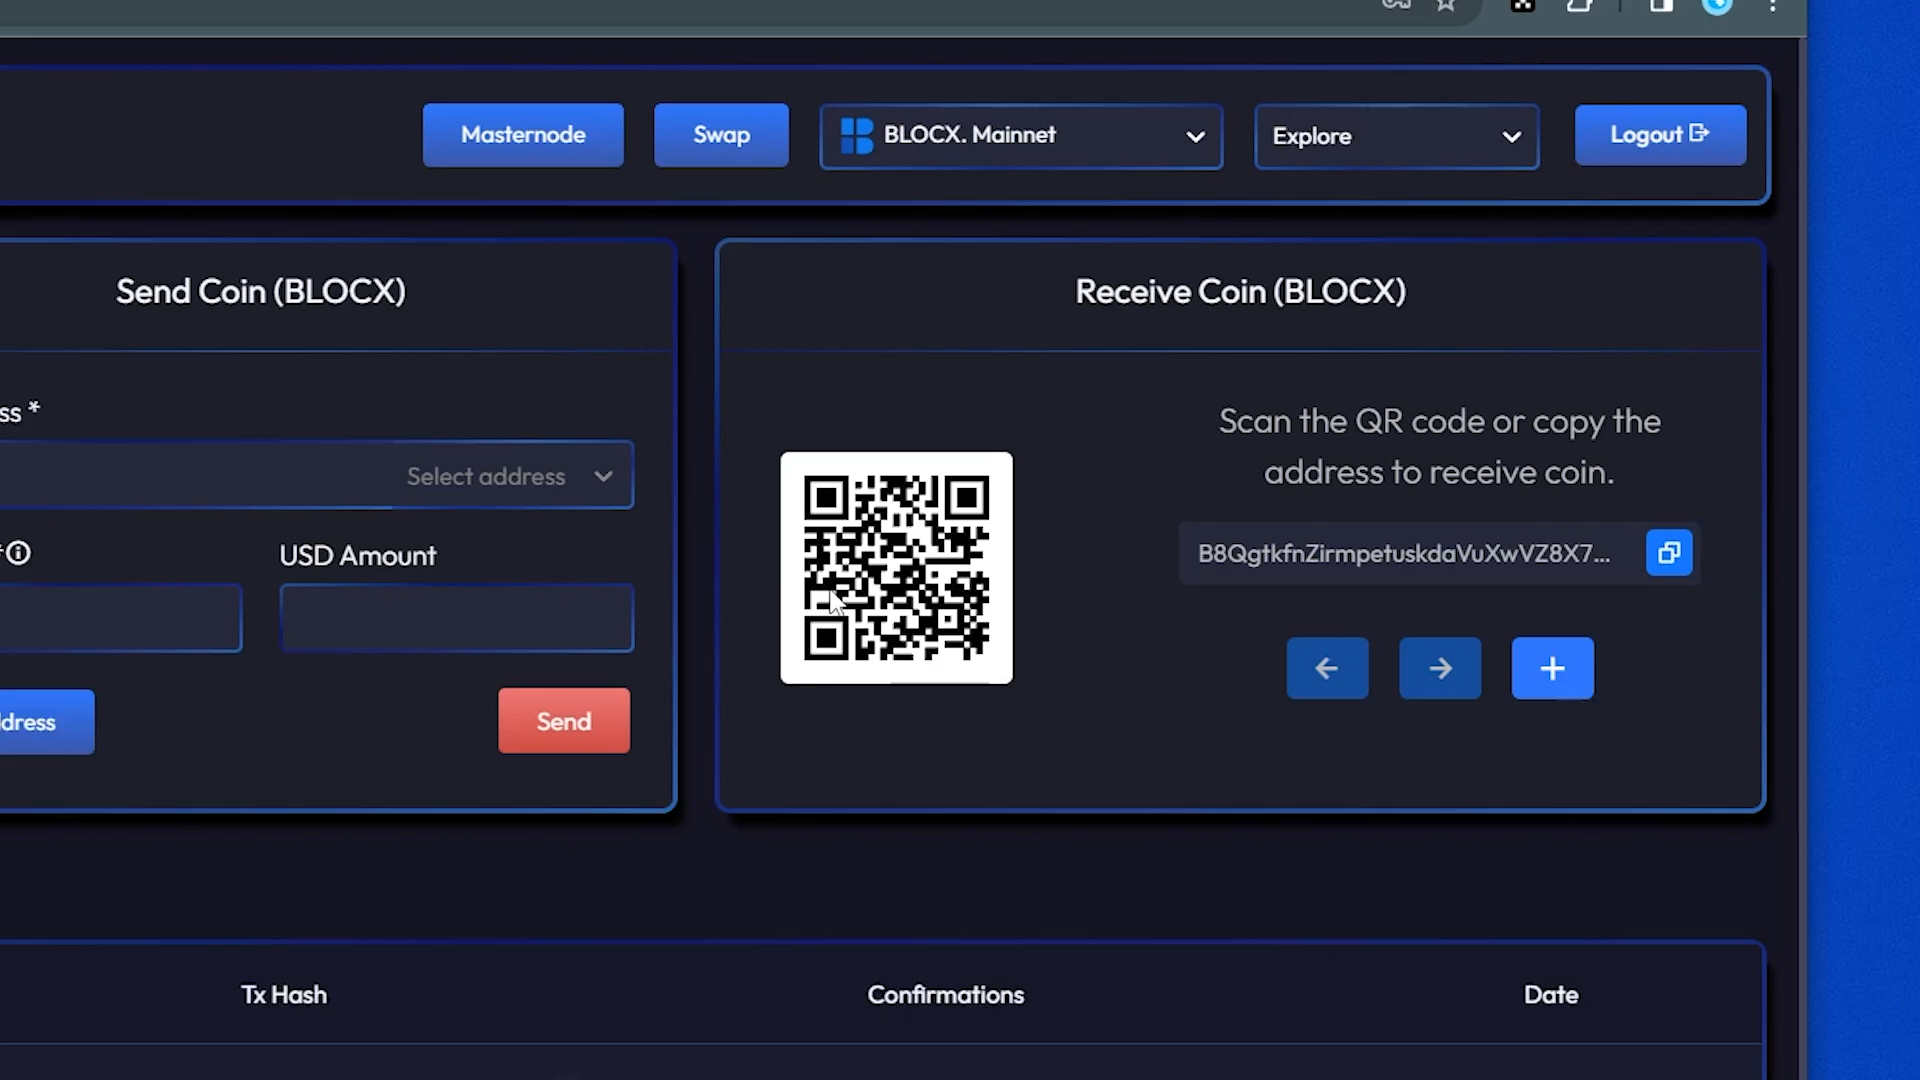 Masternode
Swap
BLOCX. Mainnet
Explore
Logout
Send Coin (BLOCX)
ss *
Select address
USD Amount
dress
Send
Receive Coin (BLOCX)
Scan the QR code or copy the
address to receive coin.
B8QgtkfnZirmpetuskdaVuXwVZ8X7...
Tx Hash
Confirmations
Date